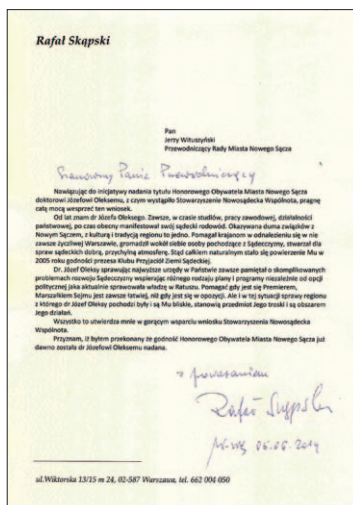 Rafał Skąpski
Pan
Jerzy Wituszyński
Przewodniczący Rady Miasta Nowego Sącza
Szanowny Panie Przewodniczący
Nawiązując do inicjatywy nadania tytułu Honorowego Obywatela Miasta Nowego Sącza
doktorowi Józefowi Oleksemu, z czym wystąpiło Stowarzyszenie Nowosądecka Wspólnota, pragnę
całą mocą wesprzeć ten wniosek.
Od lat znam dr Józefa Oleksego. Zawsze, w czasie studiów, pracy zawodowej, działalności
państwowej, po czas obecny manifestował swój sądecki rodowód. Okazywana duma związków z
Nowym Sączem, z kulturą i tradycją regionu to jedno. Pomagał krajanom w odnalezieniu się w nie
zawsze życzliwej Warszawie, gromadził wokół siebie osoby pochodzące z Sądecczyzny, stwarzał dla
spraw sądeckich dobrą, przychylną atmosferę. Stąd całkiem naturalnym stało się powierzenie Mu w
2005 roku godności prezesa Klubu Przyjaciół Ziemi Sądeckiej.
Dr. Józef Oleksy sprawując najwyższe urzędy w Państwie zawsze pamiętał o skomplikowanych
problemach rozwoju Sądecczyzny wspierając różnego rodzaju plany i programy niezależnie od opcji
politycznej jaka aktualnie sprawowała władzę w Ratuszu. Pomagać gdy jest się Premierem,
Marszałkiem Sejmu jest zawsze łatwiej, niż gdy jest się w opozycji. Ale i w tej sytuacji sprawy regionu
z którego dr Józef Oleksy pochodzi były i są Mu bliskie, stanowią przedmiot Jego troski i są obszarem
Jego działań.
Wszystko to utwierdza mnie w gorącym wsparciu wniosku Stowarzyszenia Nowosądecka
Wspólnota.
Przyznam, iż byłem przekonany że godność Honorowego Obywatela Miasta Nowego Sącza już
dawno została dr Józefowi Oleksemu nadana.
z poważaniem
Rafał Skąpski
06.06.2014
ul.Wiktorska 13/15 m 24, 02-587 Warszawa, tel. 662 004 050